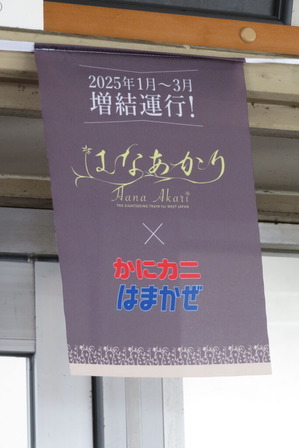 2025年1月～3月
増結運行!
はなあかり
Hana Akari
THE SIGHTSEEING TRAIN for WEST JAPAN
×
かにカニ
はまかぜ